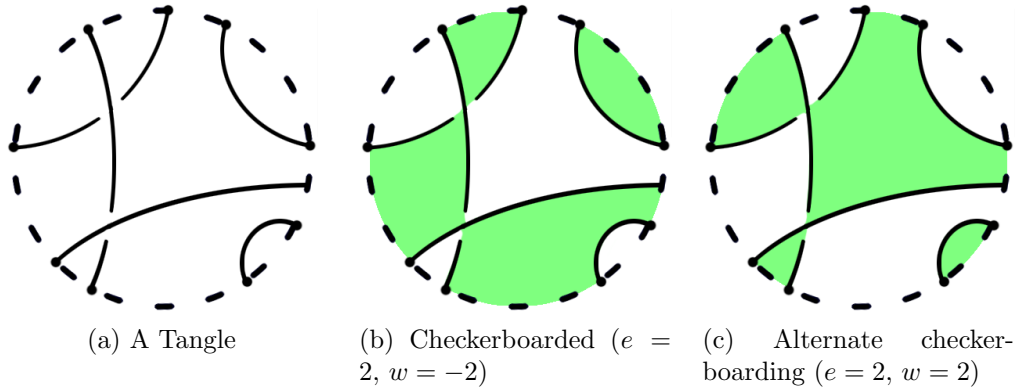 (a) A Tangle
(b) Checkerboarded (e =
2, w = −2)
(c) Alternate checker-
boarding (e = 2, w = 2)